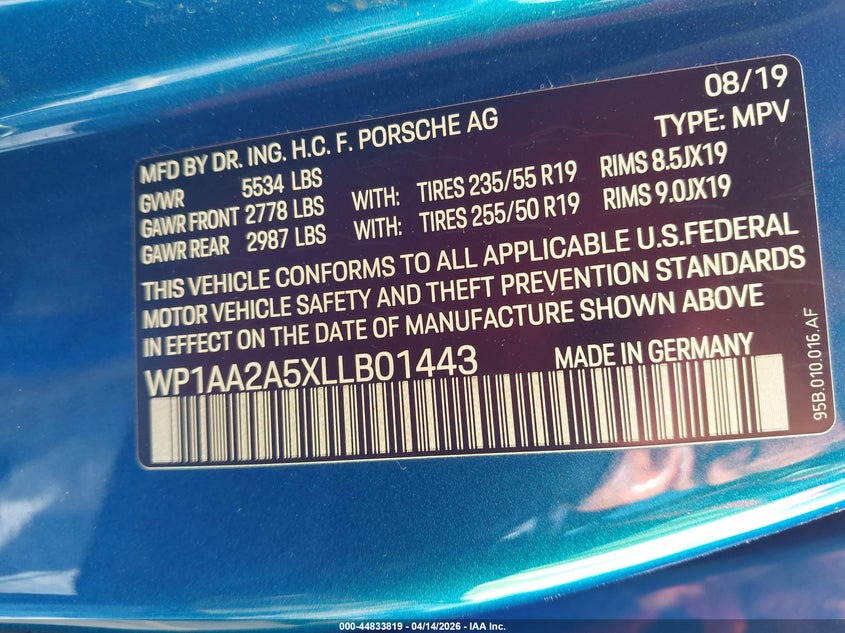 08/19
MFD BY DR. ING. H.C. F. PORSCHE AG TYPE: MPV
GVWR 5534 LBS
GAWR FRONT 2778 LBS WITH: TIRES 235/55 R19 RIMS 8.5JX19
GAWR REAR 2987 LBS WITH: TIRES 255/50 R19 RIMS 9.0JX19
THIS VEHICLE CONFORMS TO ALL APPLICABLE U.S.FEDERAL
MOTOR VEHICLE SAFETY AND THEFT PREVENTION STANDARDS
IN EFFECT ON THE DATE OF MANUFACTURE SHOWN ABOVE
WP1AA2A5XLLB01443 MADE IN GERMANY
95B.010.016.AF
000-44833819 | 04/14/2026 | IAA Inc.